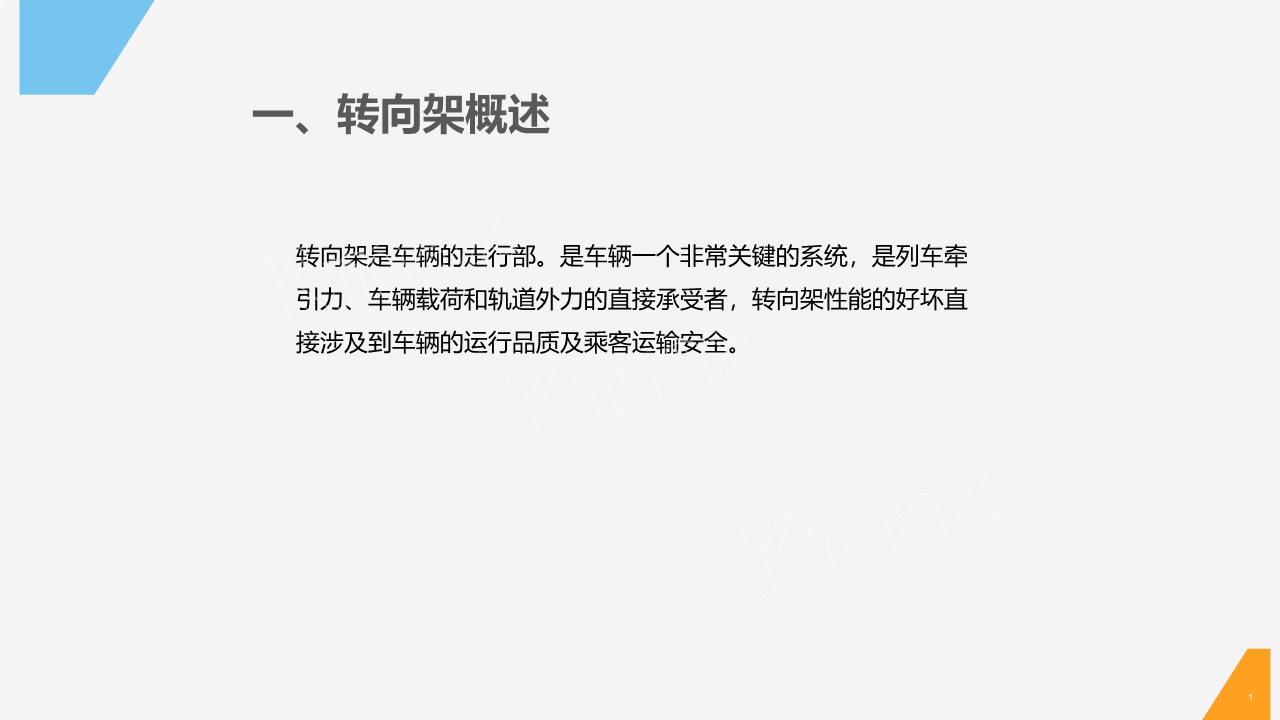 一、转向架概述
转向架是车辆的走行部。是车辆一个非常关键的系统，是列车牵
引力、车辆载荷和轨道外力的直接承受者，转向架性能的好坏直
接涉及到车辆的运行品质及乘客运输安全。
Kmax
Kmax
Kmax
1